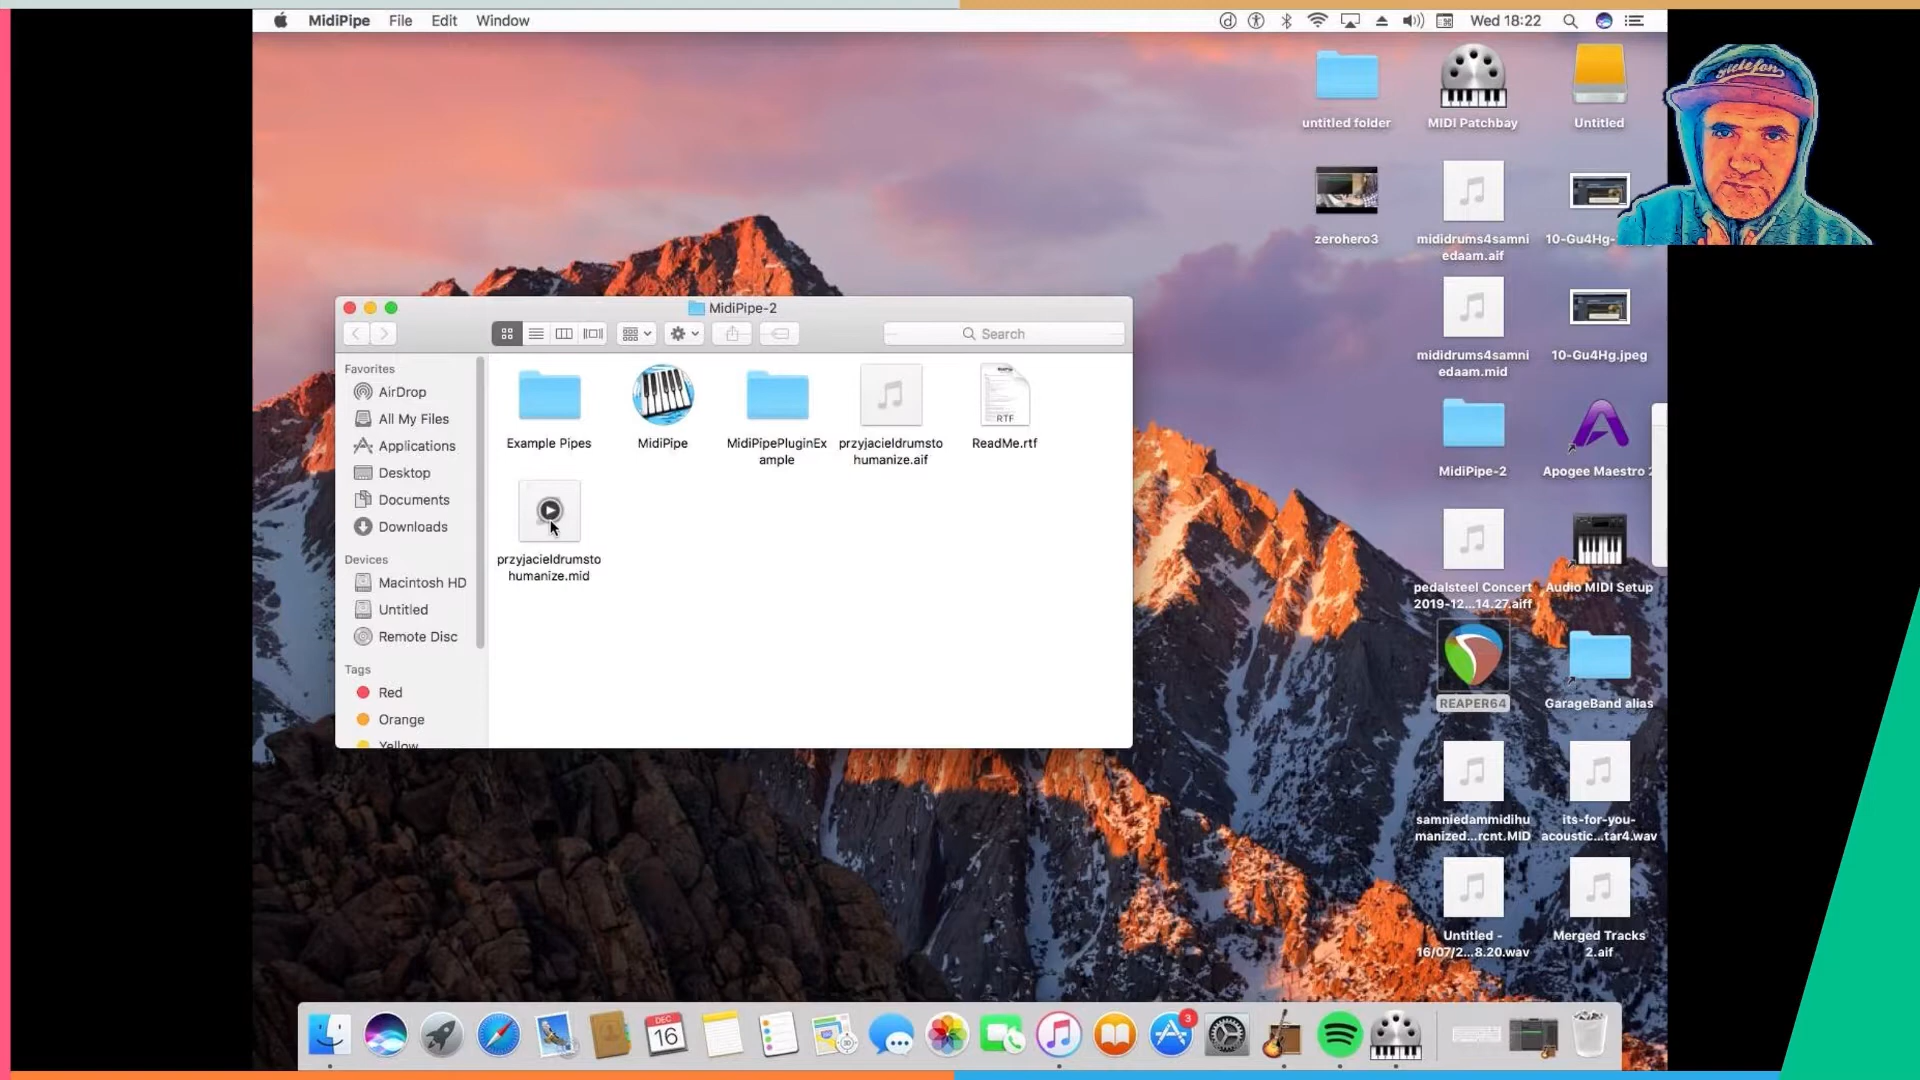 MidiPipe File Edit Window
Wed 18:22
untitled folder
MIDI Patchbay
Untitled
zerohero3
mididrums4samni
edaam.aif
10-Gu4Hg-
mididrums4samni
edaam.mid
10-Gu4Hg.jpeg
MidiPipe-2
Apogee Maestro 2
pedalsteel Concert
2019-12...14.27.aiff
Audio MIDI Setup
REAPER64
GarageBand alias
samniedammidihu
manized...rcnt.MID
its-for-you-
acoustic...tar4.wav
Untitled -
16/07/2...8.20.wav
Merged Tracks
2.aif
MidiPipe-2
Search
Favorites
AirDrop
All My Files
Applications
Desktop
Documents
Downloads
Devices
Macintosh HD
Untitled
Remote Disc
Tags
Red
Orange
Yellow
Example Pipes
MidiPipe
MidiPipePluginEx
ample
przyjacieldrumsto
humanize.aif
RTF
ReadMe.rtf
przyjacieldrumsto
humanize.mid
DEC
16
3